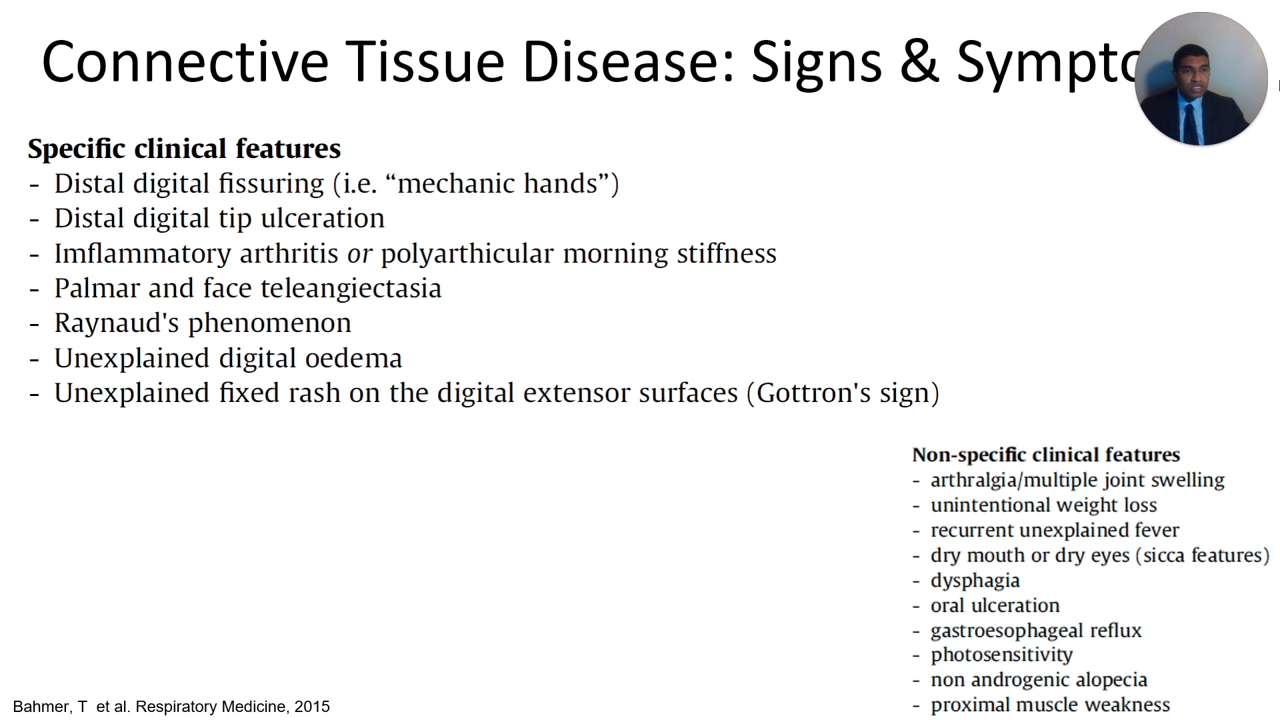 Connective Tissue Disease: Signs & Sympto
Specific clinical features
- Distal digital fissuring (i.e. “mechanic hands”)
- Distal digital tip ulceration
- Imflammatory arthritis or polyarthicular morning stiffness
- Palmar and face teleangiectasia
- Raynaud's phenomenon
- Unexplained digital oedema
- Unexplained fixed rash on the digital extensor surfaces (Gottron's sign)
Non-specific clinical features
- arthralgia/multiple joint swelling
- unintentional weight loss
- recurrent unexplained fever
- dry mouth or dry eyes (sicca features)
- dysphagia
- oral ulceration
- gastroesophageal reflux
- photosensitivity
- non androgenic alopecia
- proximal muscle weakness
Bahmer, T et al. Respiratory Medicine, 2015